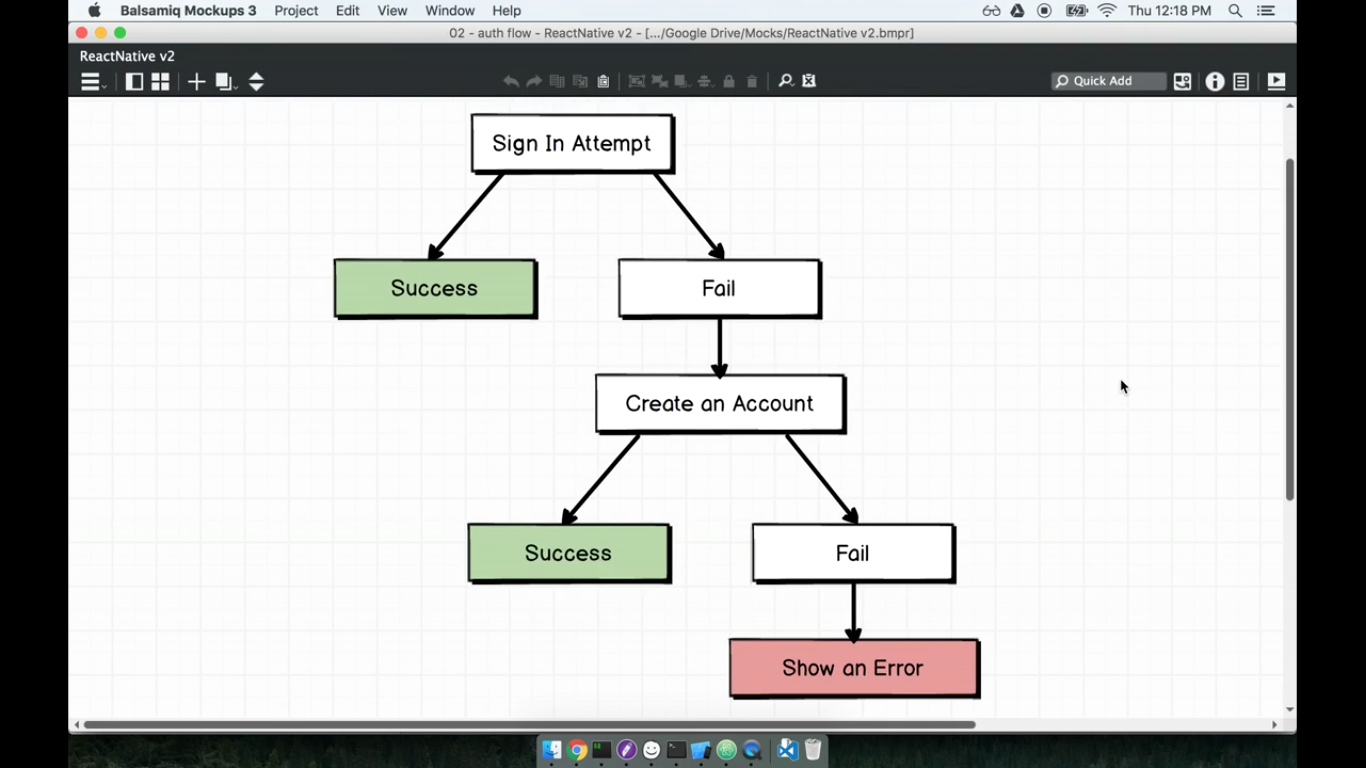 Balsamiq Mockups 3 Project Edit View Window Help Thu 12:18 PM
02 - auth flow - ReactNative v2 - [.../Google Drive/Mocks/ReactNative v2.bmpr]
ReactNative v2
Quick Add
Sign In Attempt
Success Fail
Create an Account
Success Fail
Show an Error